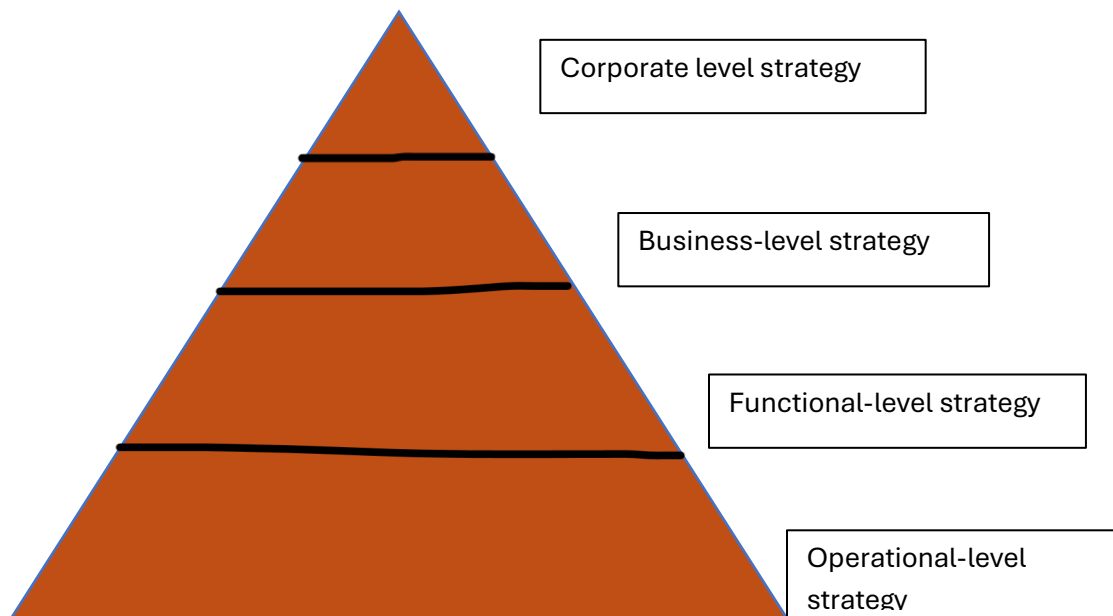 Corporate level strategy
Business-level strategy
Functional-level strategy
Operational-level
strategy